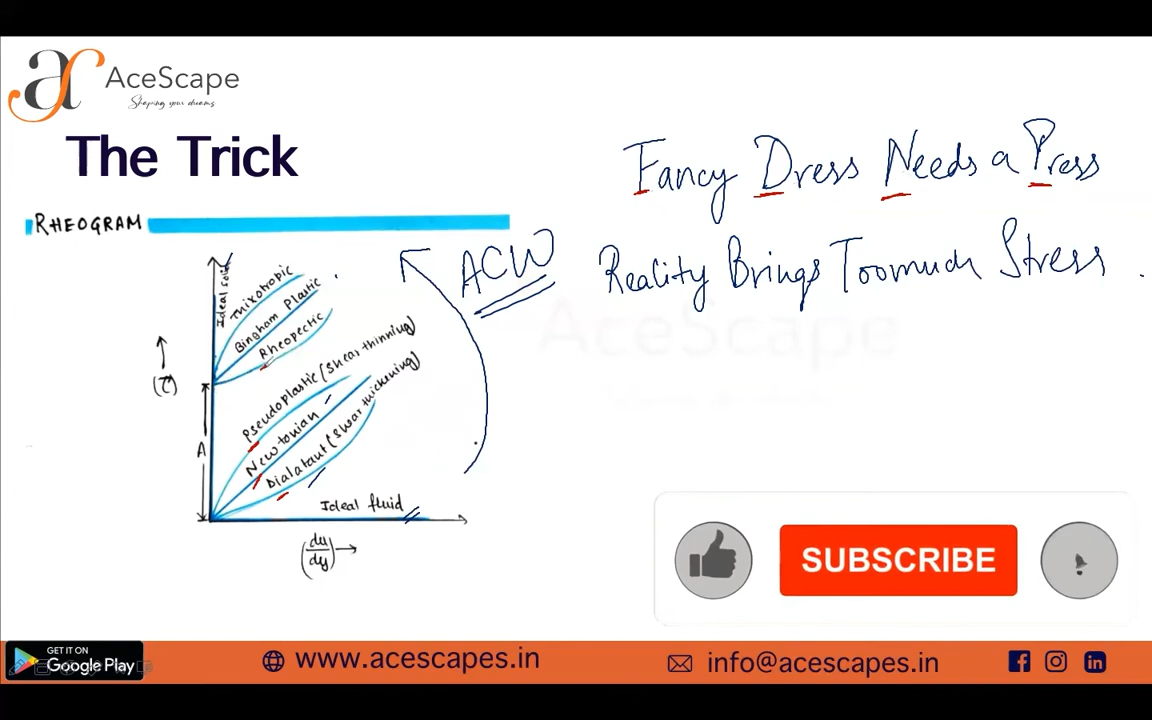 AceScape
Shaping your dreams
The Trick
Fancy Dress Needs a Press
RHEOGRAM
ACW
Reality Brings Toomuch Stress .
Ideal solid
Thixotropic
Bingham Plastic
Rheopectic
(τ)
A
Pseudoplastic (Shear thinning)
Newtonian
Dialatant (Shear thickening)
Ideal fluid
(du/dy)
AceScape
SUBSCRIBE
GET IT ON
Google Play
www.acescapes.in
info@acescapes.in